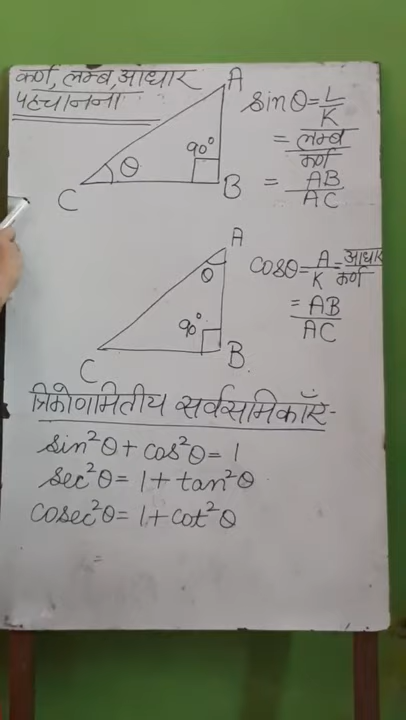 कर्ण, लम्ब, आधार
पहचानना
A
90°
θ
C
B
sinθ = L/K
= लम्ब/कर्ण
= AB/AC
A
θ
90°
C
B
cosθ = A/K = आधार/कर्ण
= AB/AC
त्रिकोणमितीय सर्वसमिकाँऐ-
sin²θ + cos²θ = 1
sec²θ = 1 + tan²θ
cosec²θ = 1 + cot²θ
=